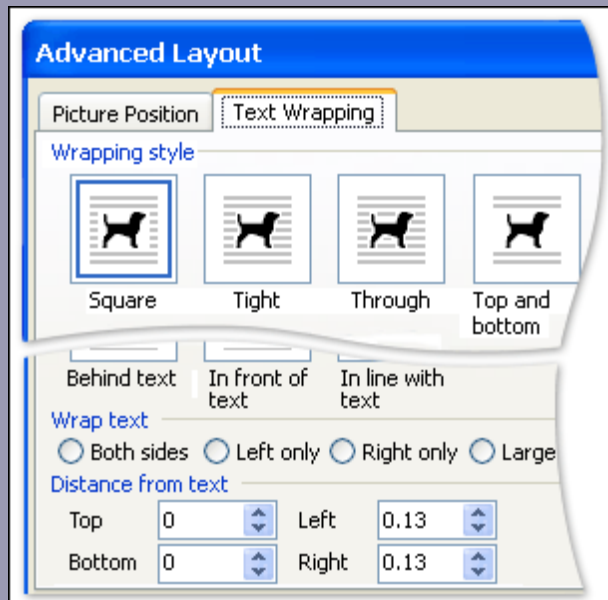 Advanced Layout
Picture Position Text Wrapping
Wrapping style
Square Tight Through Top and
bottom
Behind text In front of
text In line with
text
Wrap text
Both sides Left only Right only Large
Distance from text
Top 0 Left 0.13
Bottom 0 Right 0.13